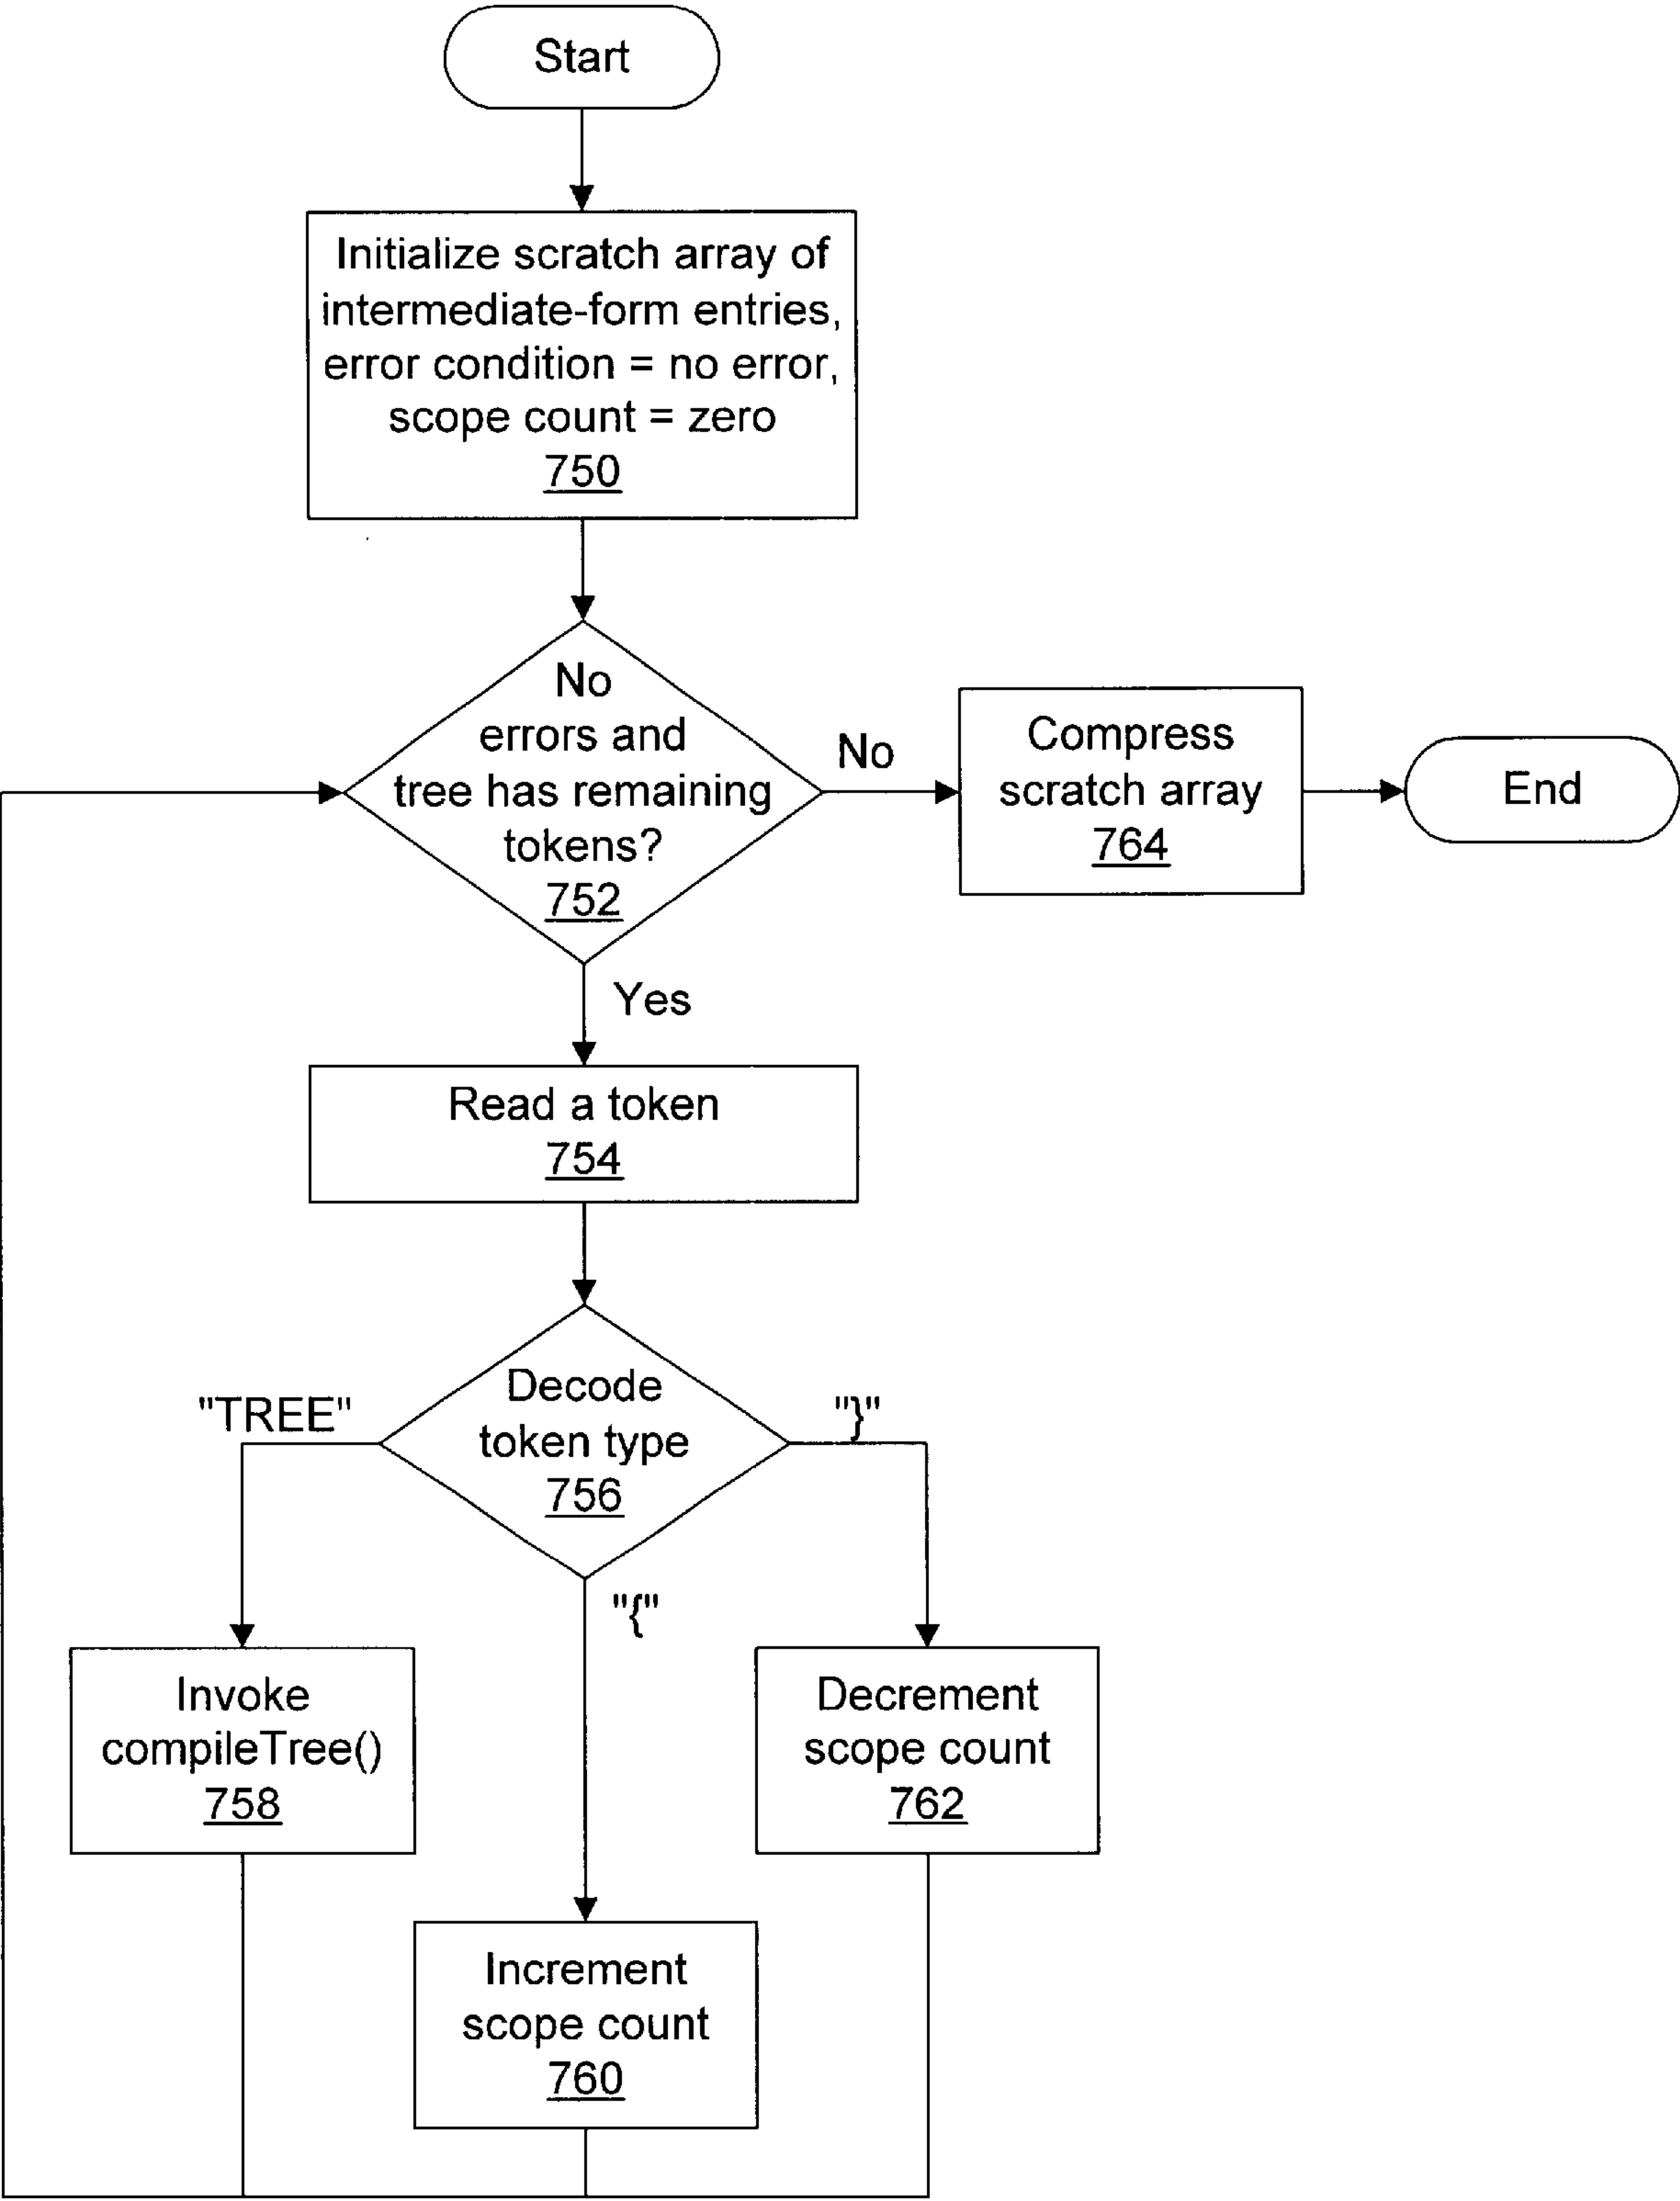 Start
Initialize scratch array of
intermediate-form entries,
error condition = no error,
scope count = zero
750
No
errors and
tree has remaining
tokens?
752
No
Compress
scratch array
764
End
Yes
Read a token
754
Decode
token type
756
"TREE"
"}"
"{"
Invoke
compileTree()
758
Decrement
scope count
762
Increment
scope count
760